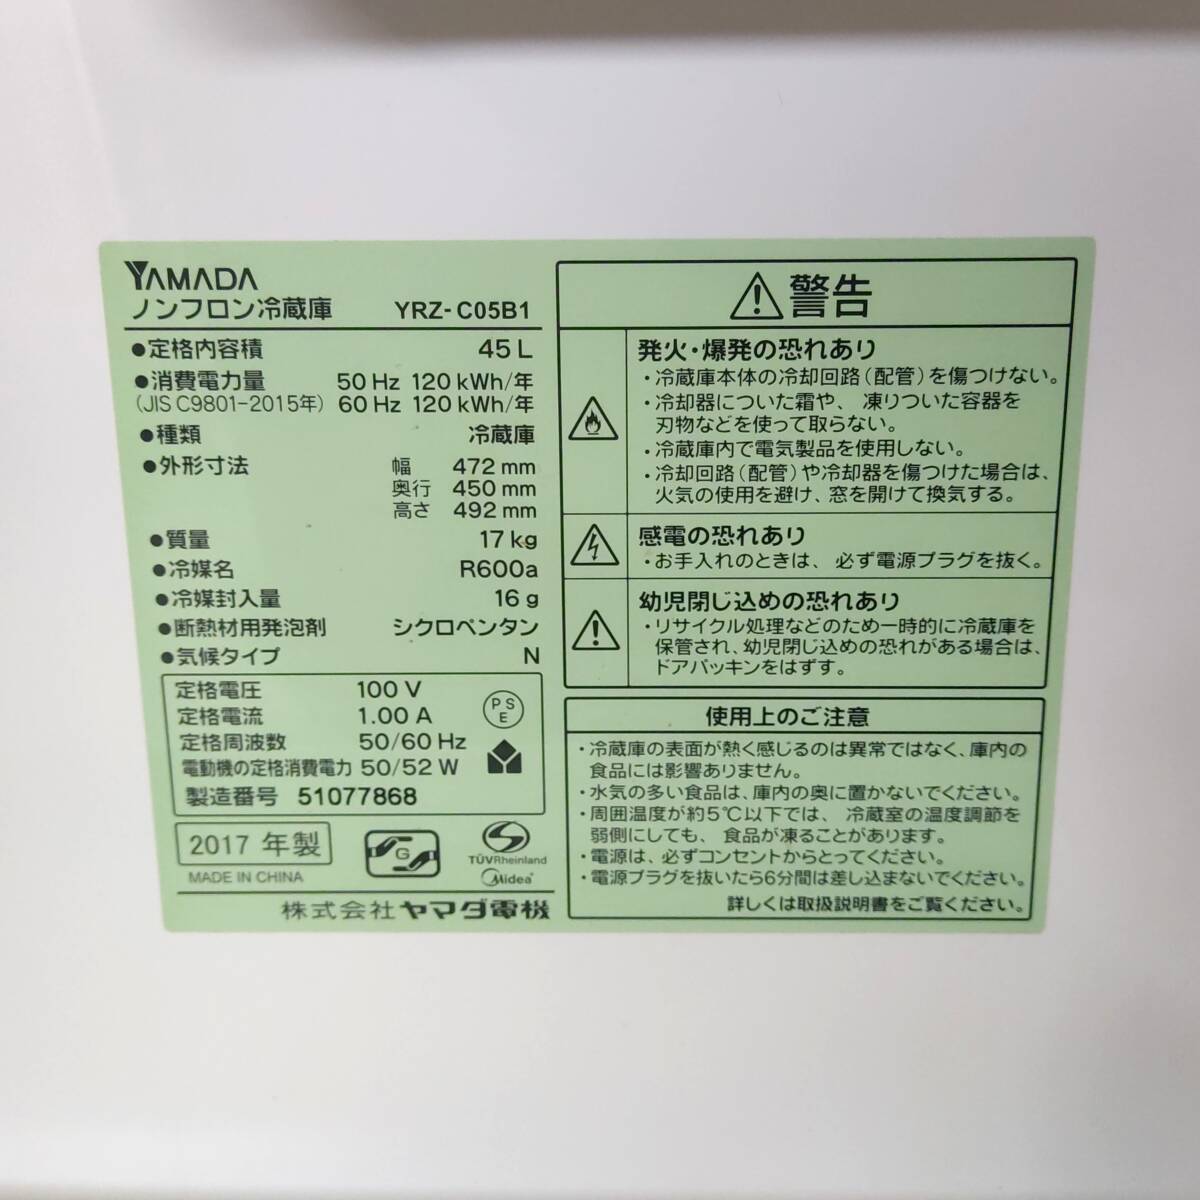 YAMADA
ノンフロン冷蔵庫 YRZ-C05B1
●定格内容積 45 L
●消費電力量 50 Hz 120 kWh/年
(JIS C9801-2015年) 60 Hz 120 kWh/年
●種類 冷蔵庫
●外形寸法 幅 472 mm
奥行 450 mm
高さ 492 mm
●質量 17 kg
●冷媒名 R600a
●冷媒封入量 16 g
●断熱材用発泡剤 シクロペンタン
●気候タイプ N
定格電圧 100 V
定格電流 1.00 A
定格周波数 50/60 Hz
電動機の定格消費電力 50/52 W
製造番号 51077868
PS
E
2017 年製
MADE IN CHINA
G
S
TÜVRheinland
Midea
株式会社 ヤマダ電機
警告
発火・爆発の恐れあり
・冷蔵庫本体の冷却回路(配管)を傷つけない。
・冷却器についた霜や、凍りついた容器を
刃物などを使って取らない。
・冷蔵庫内で電気製品を使用しない。
・冷却回路(配管)や冷却器を傷つけた場合は、
火気の使用を避け、窓を開けて換気する。
感電の恐れあり
・お手入れのときは、必ず電源プラグを抜く。
幼児閉じ込めの恐れあり
・リサイクル処理などのため一時的に冷蔵庫を
保管され、幼児閉じ込めの恐れがある場合は、
ドアパッキンをはずす。
使用上のご注意
・冷蔵庫の表面が熱く感じるのは異常ではなく、庫内の
食品には影響ありません。
・水気の多い食品は、庫内の奥に置かないでください。
・周囲温度が約5℃以下では、冷蔵室の温度調節を
弱側にしても、食品が凍ることがあります。
・電源は、必ずコンセントからとってください。
・電源プラグを抜いたら6分間は差し込まないでください。
詳しくは取扱説明書をご覧ください。